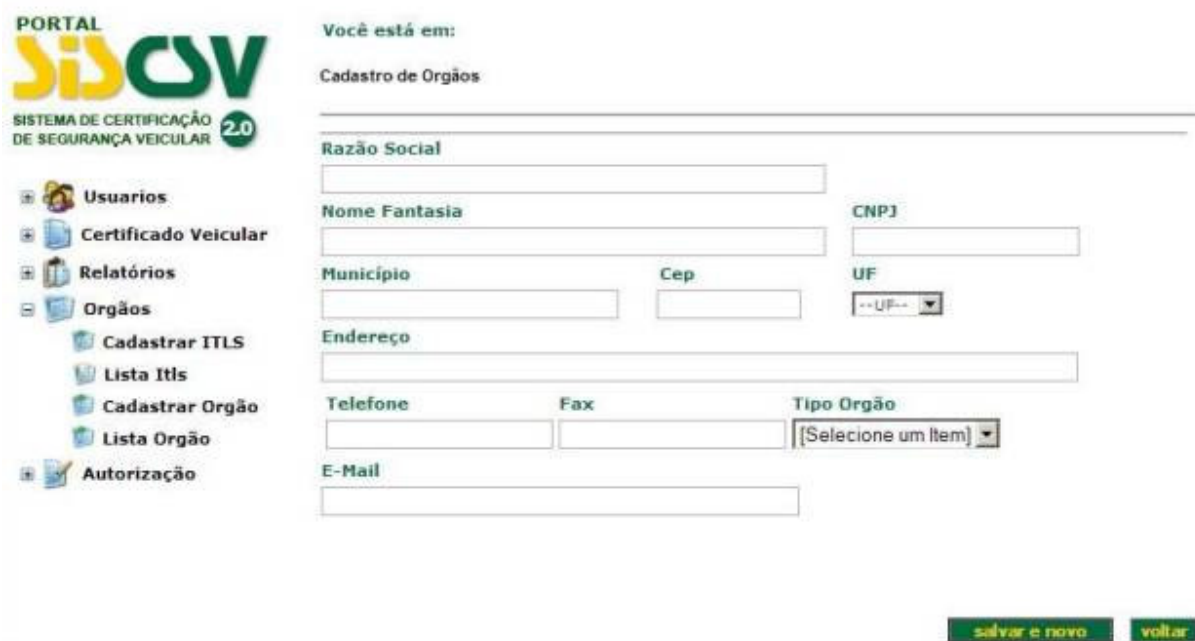 PORTAL
SiSCSV
SISTEMA DE CERTIFICAÇÃO
DE SEGURANÇA VEICULAR 2.0
Usuarios
Certificado Veicular
Relatórios
Orgãos
Cadastrar ITLS
Lista Itls
Cadastrar Orgão
Lista Orgão
Autorização
Você está em:
Cadastro de Orgãos
Razão Social
Nome Fantasia CNPJ
Município Cep UF
--UF--
Endereço
Telefone Fax Tipo Orgão
[Selecione um Item]
E-Mail
salvar e novo voltar